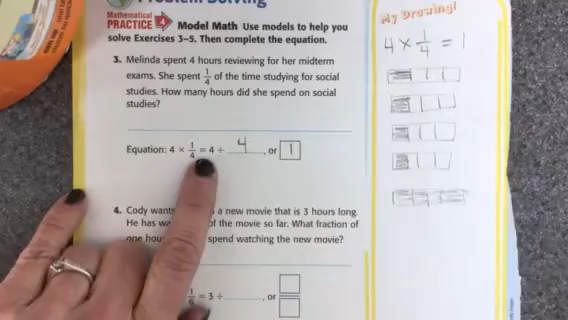 Problem Solving
Mathematical
PRACTICE 4 Model Math Use models to help you
solve Exercises 3–5. Then complete the equation.
3. Melinda spent 4 hours reviewing for her midterm
exams. She spent 1/4 of the time studying for social
studies. How many hours did she spend on social
studies?
Equation: 4 × 1/4 = 4 ÷ 4, or 1
4. Cody wants a new movie that is 3 hours long.
He has of the movie so far. What fraction of
one spend watching the new movie?
1/6 = 3 ÷ ____, or
My Drawing!
4 × 1/4 = 1